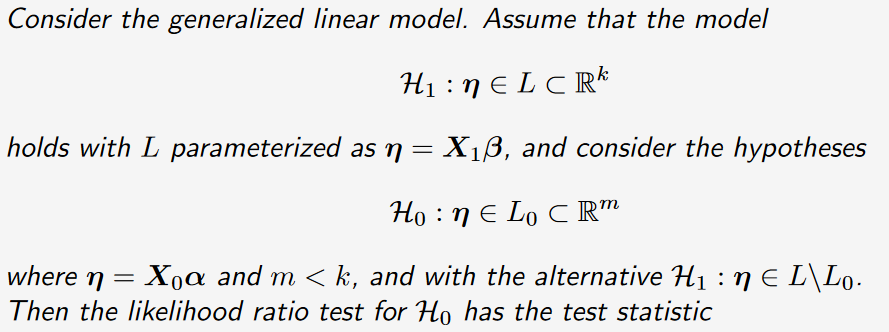 Consider the generalized linear model. Assume that the model
$\mathcal{H}_1 : \boldsymbol{\eta} \in L \subset \mathbb{R}^k$
holds with $L$ parameterized as $\boldsymbol{\eta} = \boldsymbol{X}_1\boldsymbol{\beta}$, and consider the hypotheses
$\mathcal{H}_0 : \boldsymbol{\eta} \in L_0 \subset \mathbb{R}^m$
where $\boldsymbol{\eta} = \boldsymbol{X}_0\boldsymbol{\alpha}$ and $m < k$, and with the alternative $\mathcal{H}_1 : \boldsymbol{\eta} \in L \backslash L_0$.
Then the likelihood ratio test for $\mathcal{H}_0$ has the test statistic